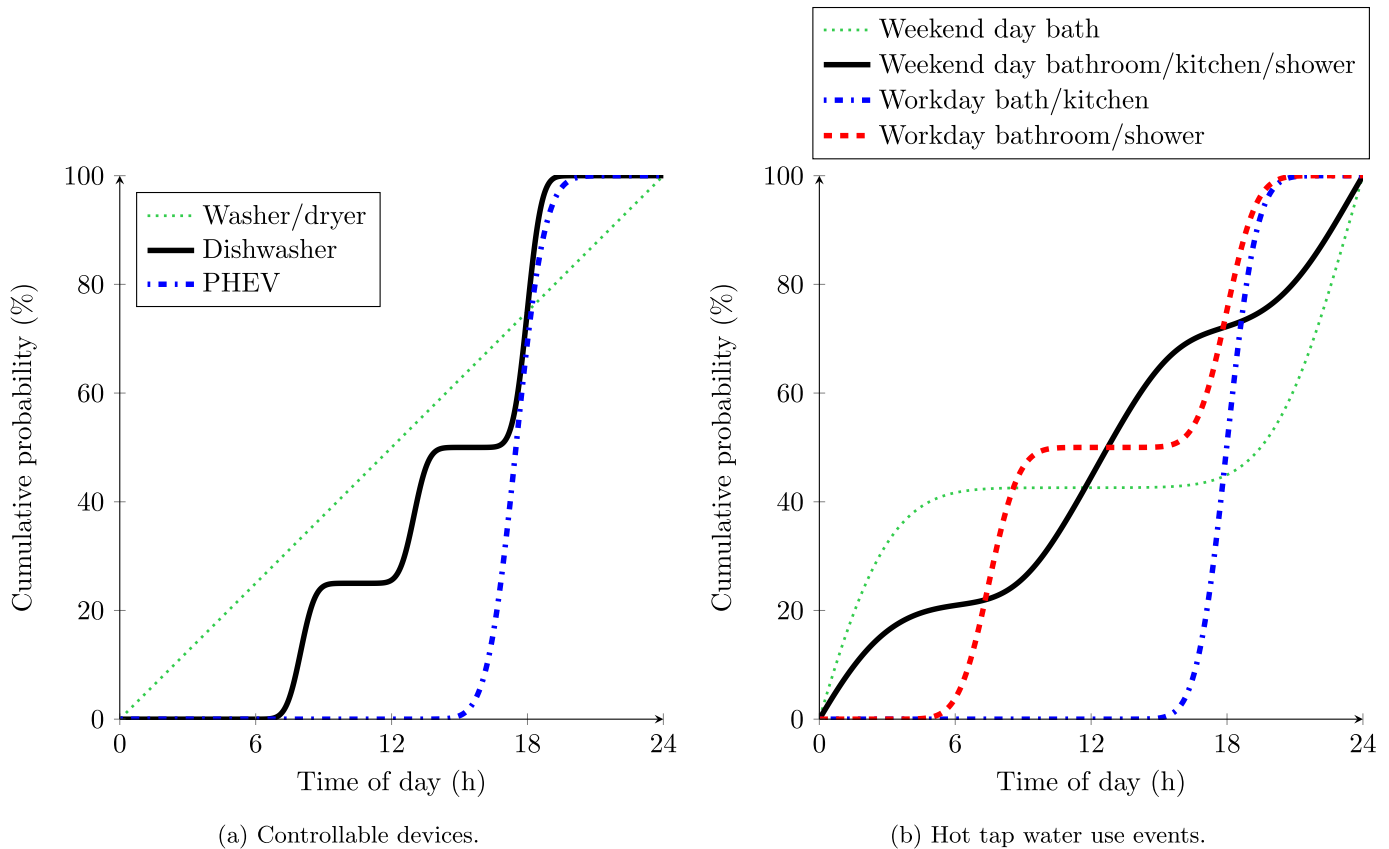 Weekend day bath
Weekend day bathroom/kitchen/shower
Workday bath/kitchen
Workday bathroom/shower
Washer/dryer
Dishwasher
PHEV
Cumulative probability (%)
100
80
60
40
20
0
0 6 12 18 24
Time of day (h)
(a) Controllable devices.
Cumulative probability (%)
100
80
60
40
20
0
0 6 12 18 24
Time of day (h)
(b) Hot tap water use events.